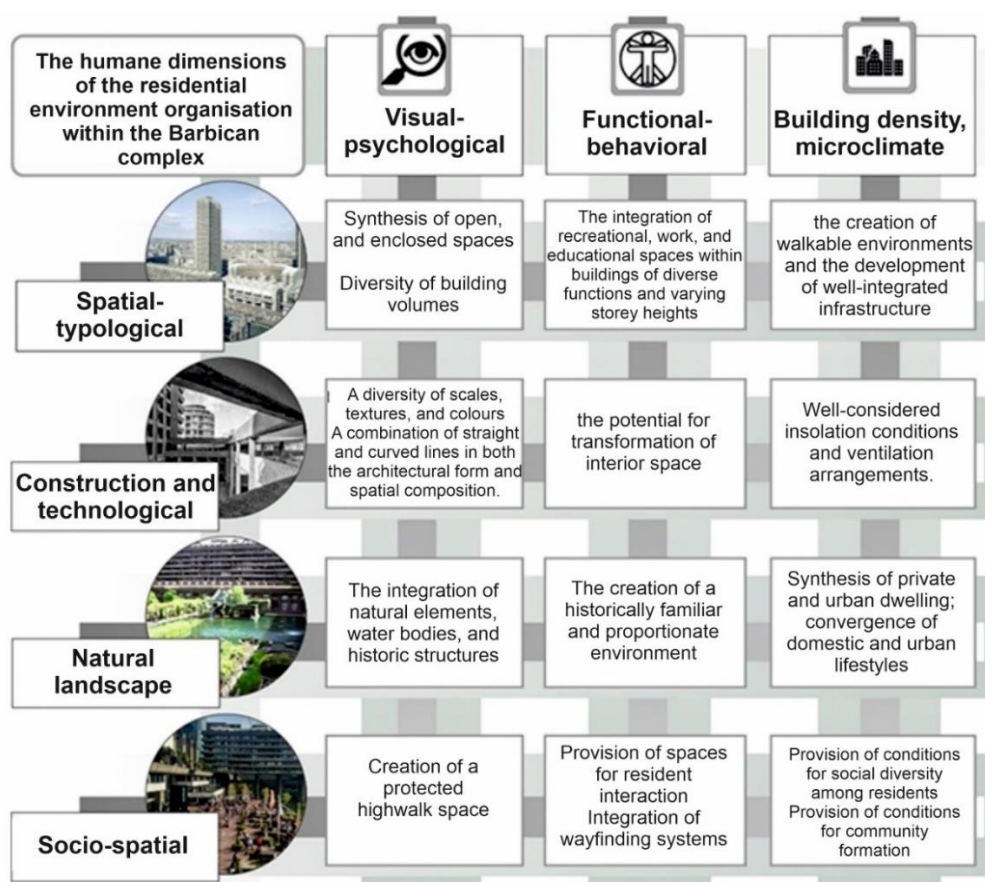 The humane dimensions
of the residential
environment organisation
within the Barbican
complex
Visual-
psychological
Functional-
behavioral
Building density,
microclimate
Spatial-
typological
Synthesis of open,
and enclosed spaces
Diversity of building
volumes
The integration of
recreational, work, and
educational spaces within
buildings of diverse
functions and varying
storey heights
the creation of
walkable environments
and the development
of well-integrated
infrastructure
Construction and
technological
A diversity of scales,
textures, and colours
A combination of straight
and curved lines in both
the architectural form and
spatial composition.
the potential for
transformation of
interior space
Well-considered
insolation conditions
and ventilation
arrangements.
Natural
landscape
The integration of
natural elements,
water bodies, and
historic structures
The creation of a
historically familiar
and proportionate
environment
Synthesis of private
and urban dwelling;
convergence of
domestic and urban
lifestyles
Socio-spatial
Creation of a
protected
highwalk space
Provision of spaces
for resident
interaction
Integration of
wayfinding systems
Provision of conditions
for social diversity
among residents
Provision of conditions
for community
formation